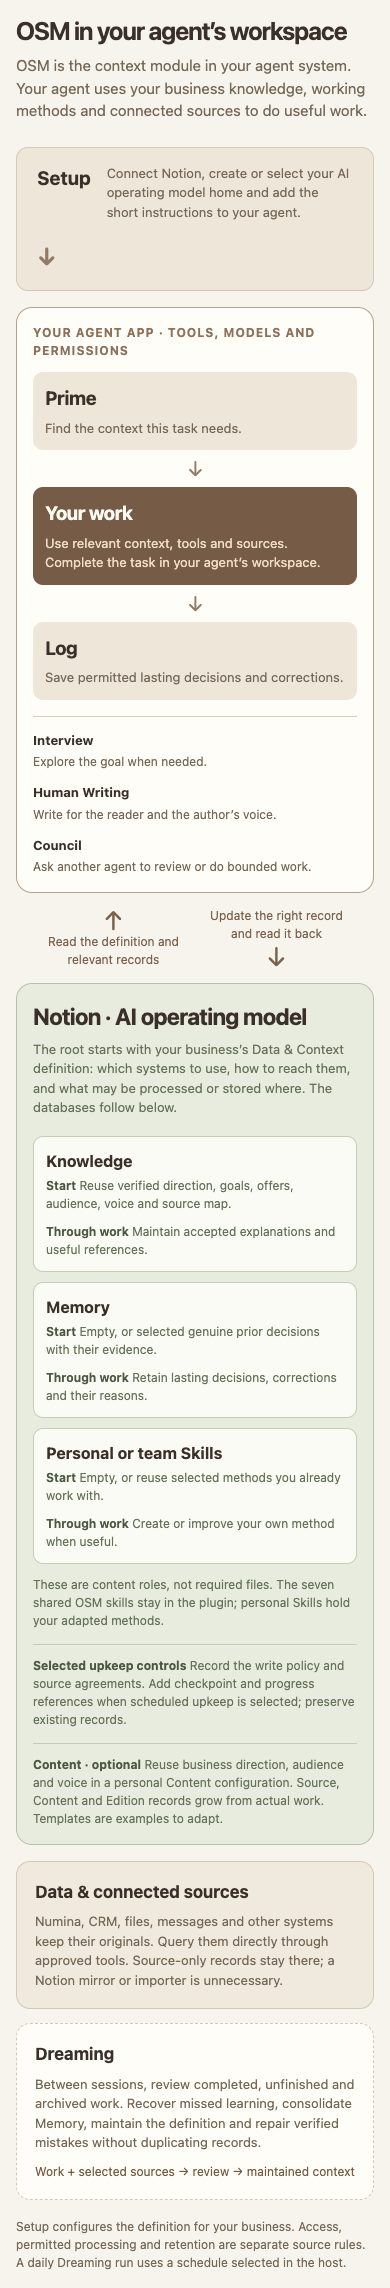 OSM in your agent’s workspace
OSM is the context module in your agent system.
Your agent uses your business knowledge, working
methods and connected sources to do useful work.
Setup
Connect Notion, create or select your AI
operating model home and add the
short instructions to your agent.
↓
YOUR AGENT APP · TOOLS, MODELS AND
PERMISSIONS
Prime
Find the context this task needs.
↓
Your work
Use relevant context, tools and sources.
Complete the task in your agent’s workspace.
↓
Log
Save permitted lasting decisions and corrections.
Interview
Explore the goal when needed.
Human Writing
Write for the reader and the author’s voice.
Council
Ask another agent to review or do bounded work.
↑
Read the definition and
relevant records
Update the right record
and read it back
↓
Notion · AI operating model
The root starts with your business’s Data & Context
definition: which systems to use, how to reach them,
and what may be processed or stored where. The
databases follow below.
Knowledge
Start Reuse verified direction, goals, offers,
audience, voice and source map.
Through work Maintain accepted explanations and
useful references.
Memory
Start Empty, or selected genuine prior decisions
with their evidence.
Through work Retain lasting decisions, corrections
and their reasons.
Personal or team Skills
Start Empty, or reuse selected methods you already
work with.
Through work Create or improve your own method
when useful.
These are content roles, not required files. The seven
shared OSM skills stay in the plugin; personal Skills hold
your adapted methods.
Selected upkeep controls Record the write policy and
source agreements. Add checkpoint and progress
references when scheduled upkeep is selected; preserve
existing records.
Content · optional Reuse business direction, audience
and voice in a personal Content configuration. Source,
Content and Edition records grow from actual work.
Templates are examples to adapt.
Data & connected sources
Numina, CRM, files, messages and other systems
keep their originals. Query them directly through
approved tools. Source-only records stay there; a
Notion mirror or importer is unnecessary.
Dreaming
Between sessions, review completed, unfinished and
archived work. Recover missed learning, consolidate
Memory, maintain the definition and repair verified
mistakes without duplicating records.
Work + selected sources → review → maintained context
Setup configures the definition for your business. Access,
permitted processing and retention are separate source rules.
A daily Dreaming run uses a schedule selected in the host.